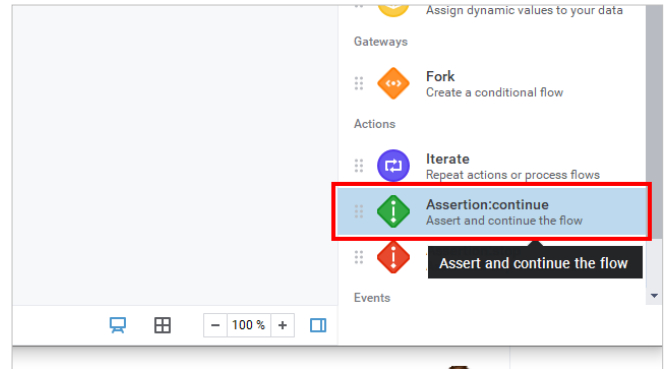 Assign dynamic values to your data
Gateways
Fork
Create a conditional flow
Actions
Iterate
Repeat actions or process flows
Assertion:continue
Assert and continue the flow
Assert and continue the flow
Events
− 100 % +